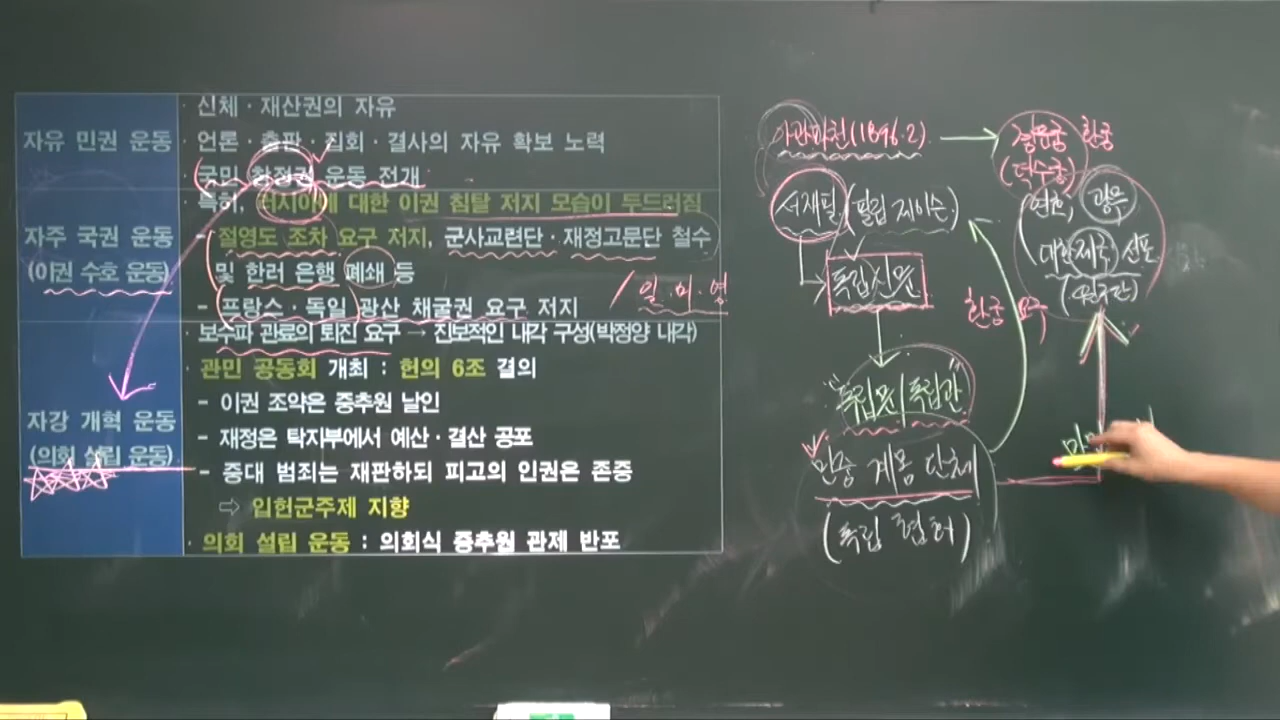 자유 민권 운동
· 신체·재산권의 자유
· 언론·출판·집회·결사의 자유 확보 노력
· 국민 참정권 운동 전개
자주 국권 운동
(이권 수호 운동)
· 특히, 러시아에 대한 이권 침탈 저지 모습이 두드러짐
- 절영도 조차 요구 저지, 군사교련단·재정고문단 철수
및 한러 은행 폐쇄 등
- 프랑스·독일 광산 채굴권 요구 저지
/ 일·미·영
자강 개혁 운동
(의회 설립 운동)
· 보수파 관료의 퇴진 요구 → 진보적인 내각 구성(박정양 내각)
· 관민 공동회 개최 : 헌의 6조 결의
- 이권 조약은 중추원 날인
- 재정은 탁지부에서 예산·결산 공포
- 중대 범죄는 재판하되 피고의 인권은 존중
⇨ 입헌군주제 지향
· 의회 설립 운동 : 의회식 중추원 관제 반포
아관파천(1896.2)
환궁
(덕수궁)
서재필 (필립 제이슨)
연호, 광무
대한제국 선포
(환구단)
독립신문
환궁 요구
"독립문|독립관"
민중 계몽 단체
(독립협회)